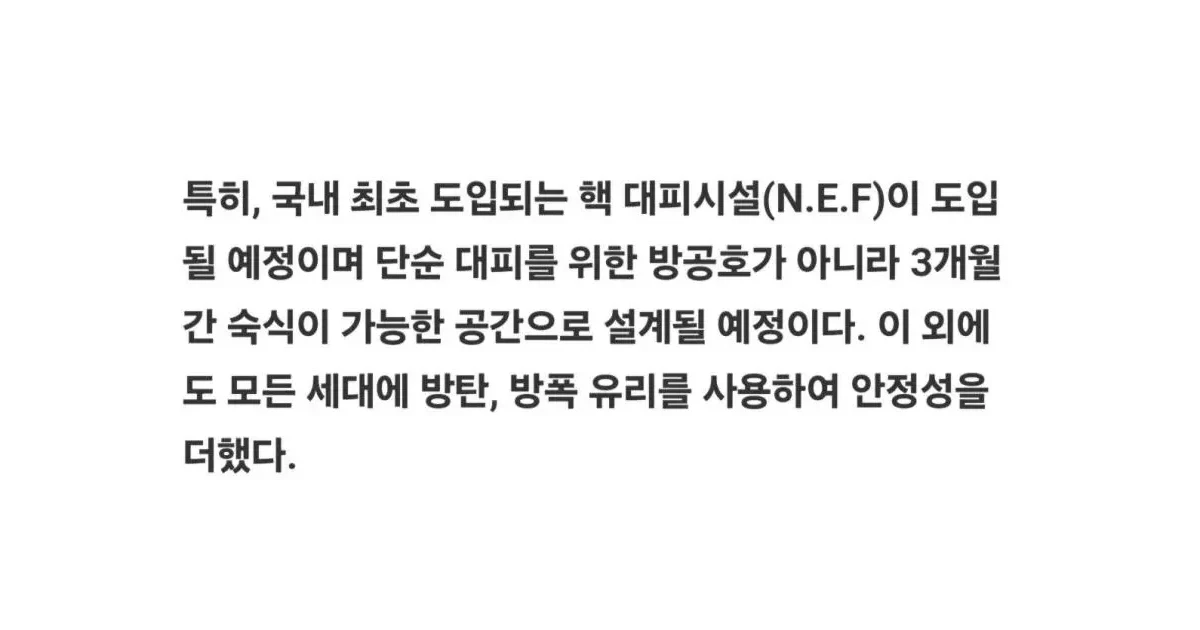 특히, 국내 최초 도입되는 핵 대피시설(N.E.F)이 도입
될 예정이며 단순 대피를 위한 방공호가 아니라 3개월
간 숙식이 가능한 공간으로 설계될 예정이다. 이 외에
도 모든 세대에 방탄, 방폭 유리를 사용하여 안정성을
더했다.